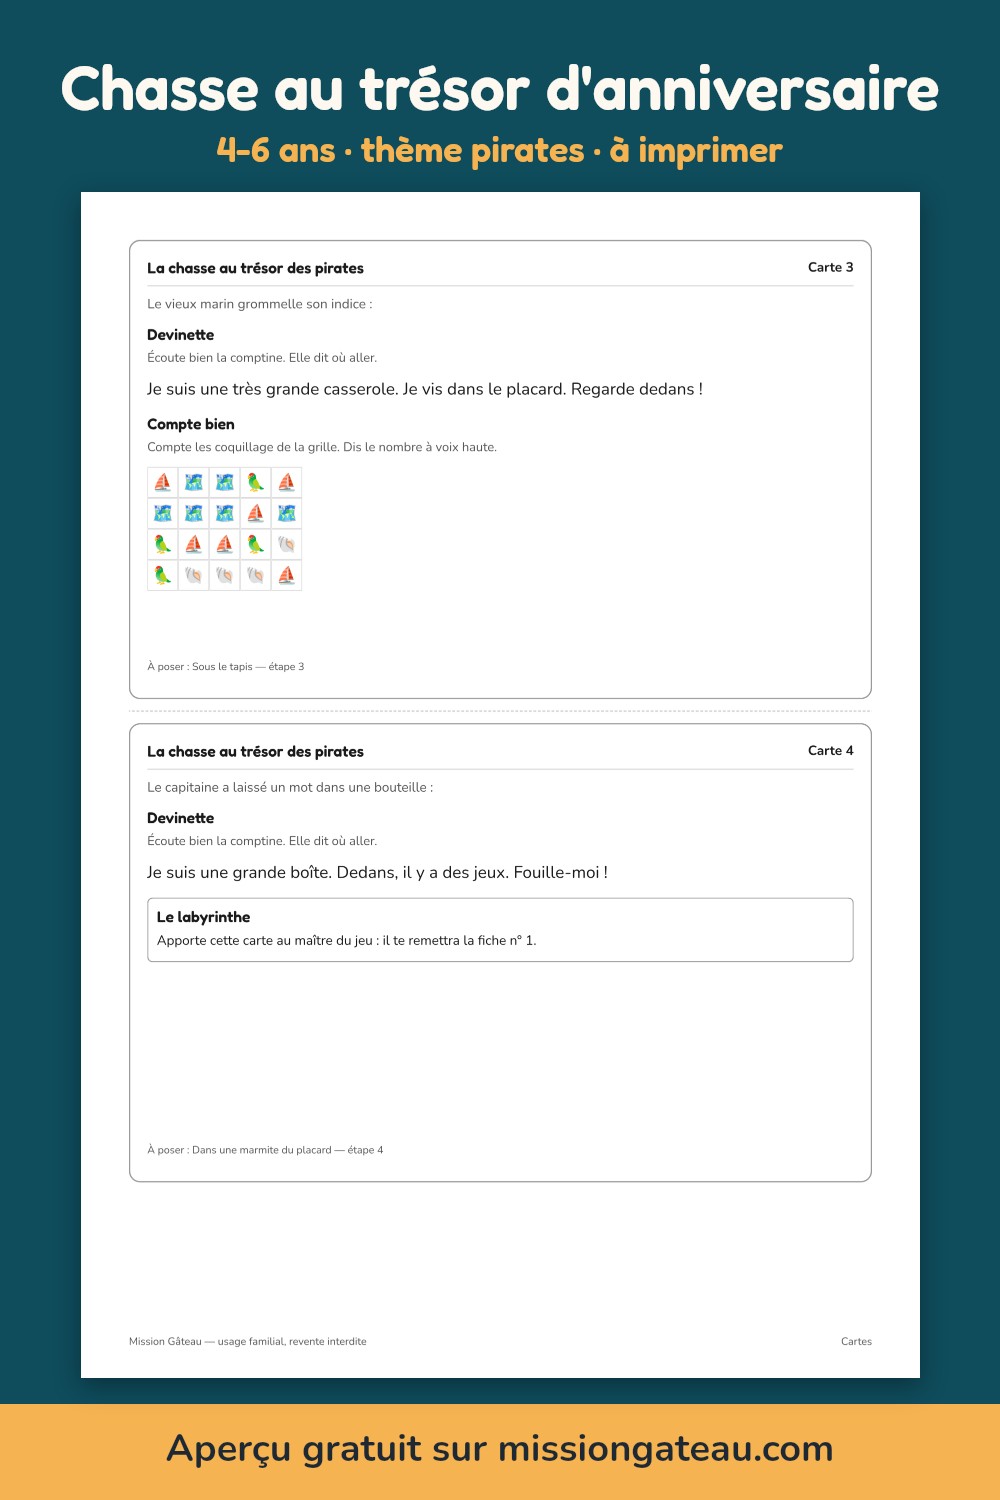 Chasse au trésor d'anniversaire
4-6 ans · thème pirates · à imprimer
La chasse au trésor des pirates
Carte 3
Le vieux marin grommelle son indice :
Devinette
Écoute bien la comptine. Elle dit où aller.
Je suis une très grande casserole. Je vis dans le placard. Regarde dedans !
Compte bien
Compte les coquillage de la grille. Dis le nombre à voix haute.
À poser : Sous le tapis — étape 3
La chasse au trésor des pirates
Carte 4
Le capitaine a laissé un mot dans une bouteille :
Devinette
Écoute bien la comptine. Elle dit où aller.
Je suis une grande boîte. Dedans, il y a des jeux. Fouille-moi !
Le labyrinthe
Apporte cette carte au maître du jeu : il te remettra la fiche n° 1.
À poser : Dans une marmite du placard — étape 4
Mission Gâteau — usage familial, revente interdite
Cartes
Aperçu gratuit sur missiongateau.com